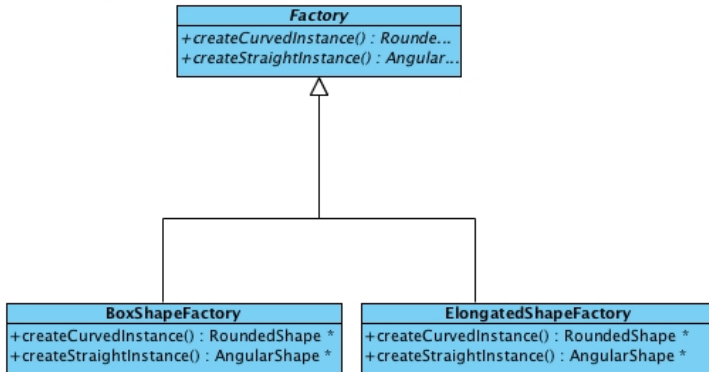 Factory
+createCurvedInstance() : Rounde...
+createStraightInstance() : Angular...
BoxShapeFactory
+createCurvedInstance() : RoundedShape *
+createStraightInstance() : AngularShape *
ElongatedShapeFactory
+createCurvedInstance() : RoundedShape *
+createStraightInstance() : AngularShape *